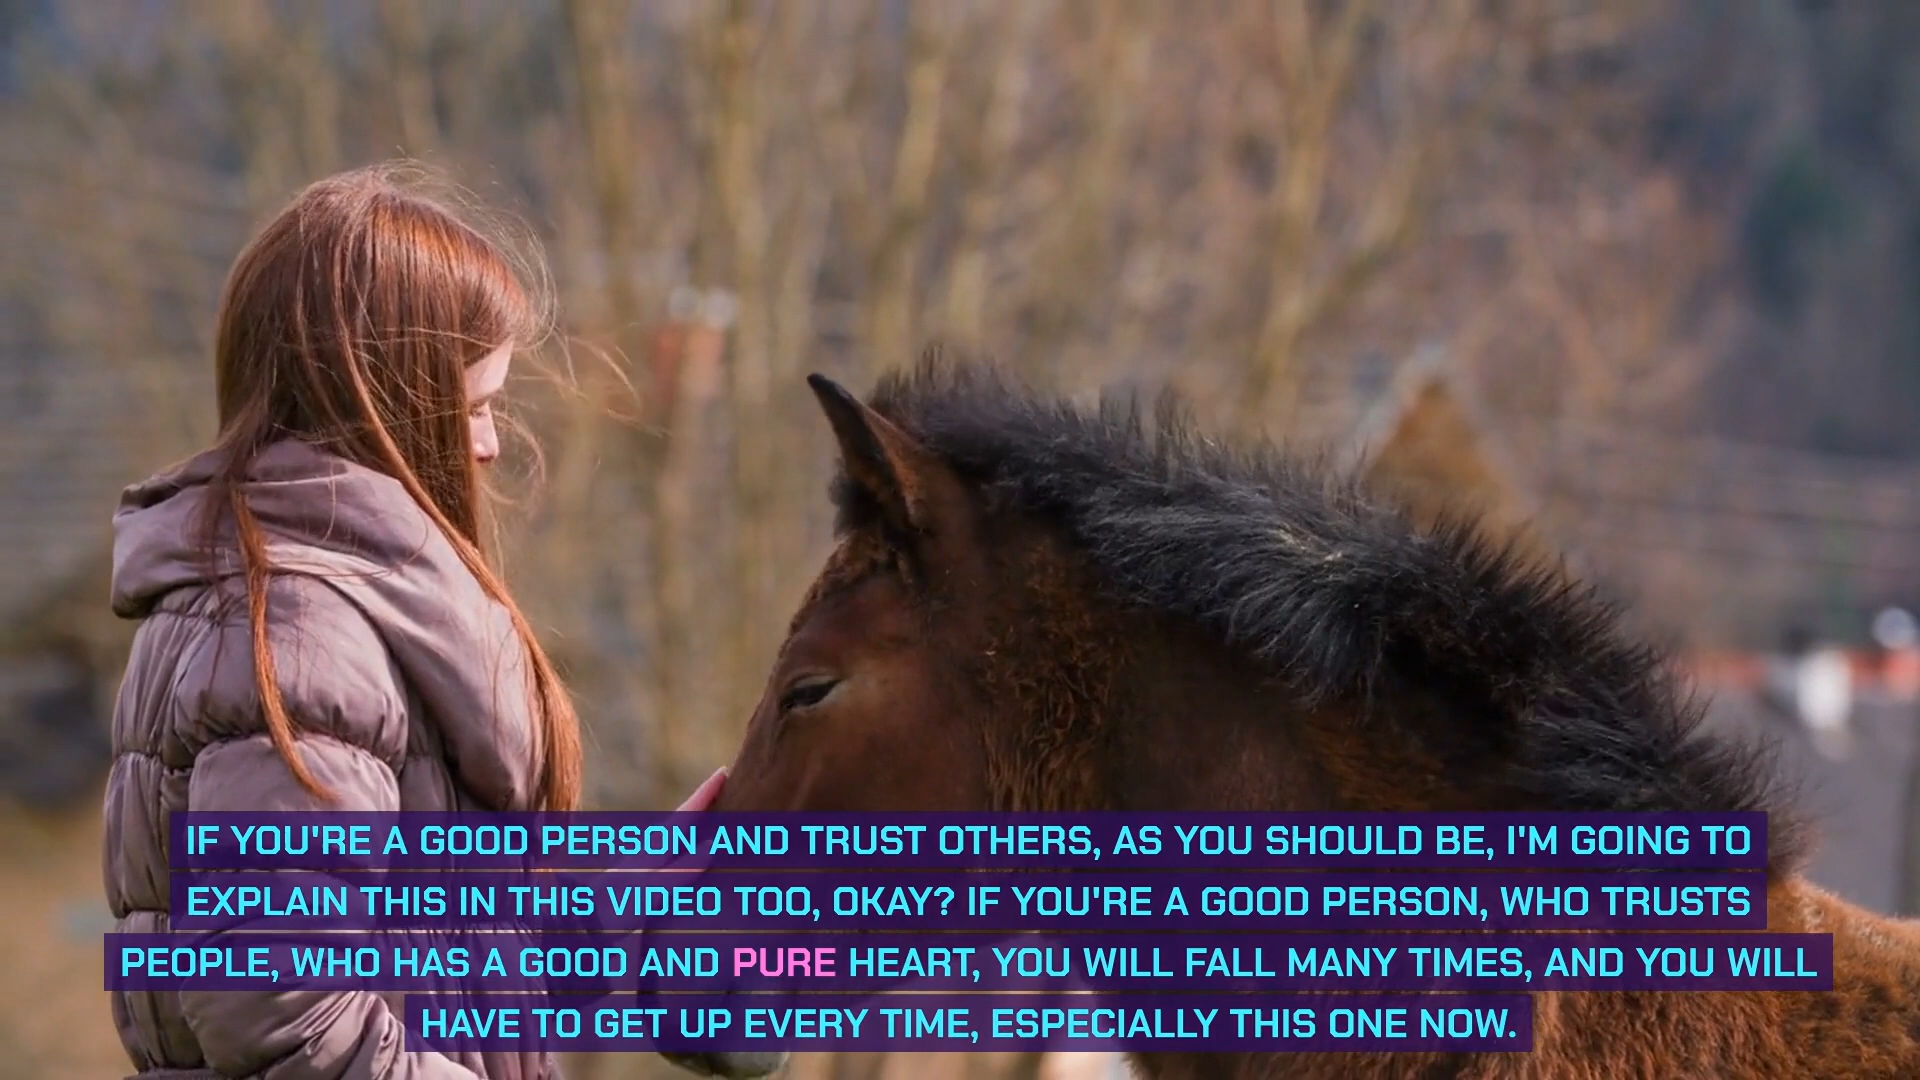 IF YOU'RE A GOOD PERSON AND TRUST OTHERS, AS YOU SHOULD BE, I'M GOING TO
EXPLAIN THIS IN THIS VIDEO TOO, OKAY? IF YOU'RE A GOOD PERSON, WHO TRUSTS
PEOPLE, WHO HAS A GOOD AND PURE HEART, YOU WILL FALL MANY TIMES, AND YOU WILL
HAVE TO GET UP EVERY TIME, ESPECIALLY THIS ONE NOW.